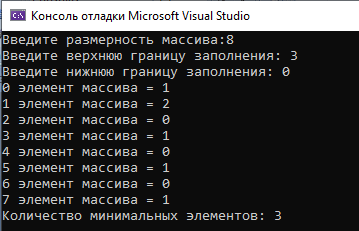 Консоль отладки Microsoft Visual Studio
Введите размерность массива:8
Введите верхнюю границу заполнения: 3
Введите нижнюю границу заполнения: 0
0 элемент массива = 1
1 элемент массива = 2
2 элемент массива = 0
3 элемент массива = 1
4 элемент массива = 0
5 элемент массива = 1
6 элемент массива = 0
7 элемент массива = 1
Количество минимальных элементов: 3